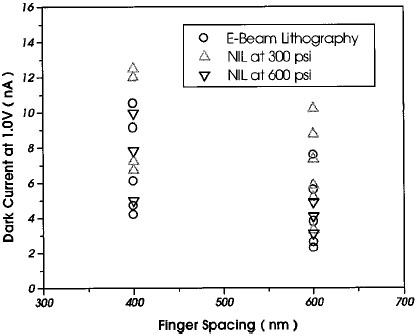 16
14
12
10
8
6
4
2
0
Dark Current at 1.0V ( nA )
E-Beam Lithography
NIL at 300 psi
NIL at 600 psi
300 400 500 600 700
Finger Spacing ( nm )